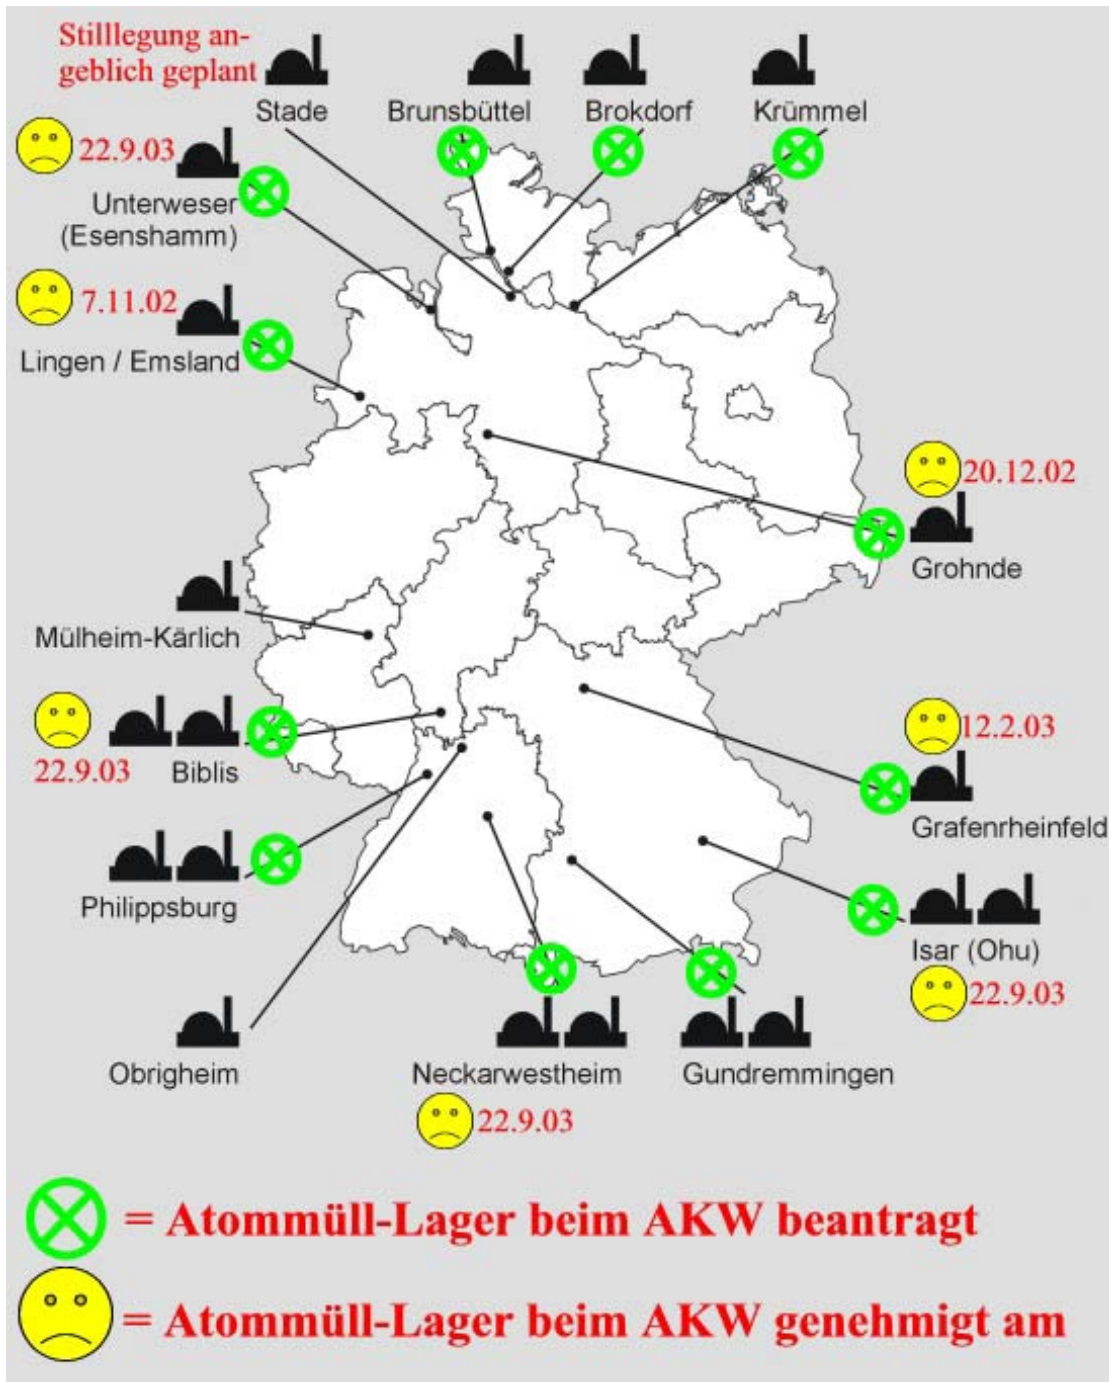 Stilllegung an-
geblich geplant
Stade
Brunsbüttel
Brokdorf
Krümmel
22.9.03
Unterweser
(Esenshamm)
7.11.02
Lingen / Emsland
20.12.02
Grohnde
Mülheim-Kärlich
22.9.03
Biblis
12.2.03
Grafenrheinfeld
Philippsburg
Isar (Ohu)
22.9.03
Obrigheim
Neckarwestheim
22.9.03
Gundremmingen
= Atommüll-Lager beim AKW beantragt
= Atommüll-Lager beim AKW genehmigt am